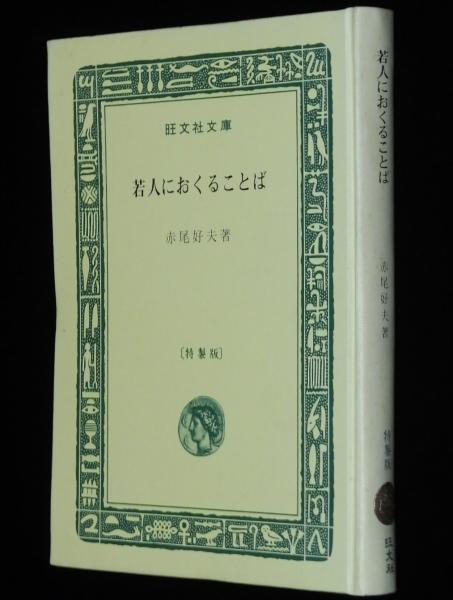 旺文社文庫
若人におくることば
赤尾好夫著
〔特製版〕
若人におくることば
赤尾好夫著
特製版
旺文社